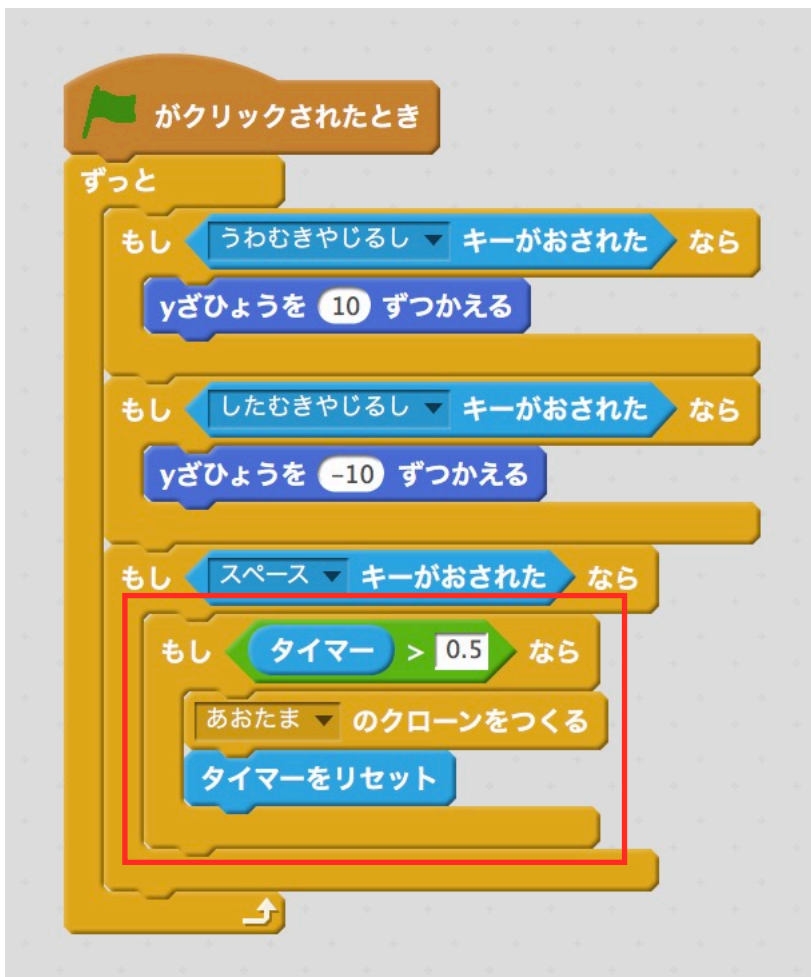 がクリックされたとき
ずっと
もし うわむきやじるし キーがおされた なら
yざひょうを 10 ずつかえる
もし したむきやじるし キーがおされた なら
yざひょうを -10 ずつかえる
もし スペース キーがおされた なら
もし タイマー > 0.5 なら
あおたま のクローンをつくる
タイマーをリセット